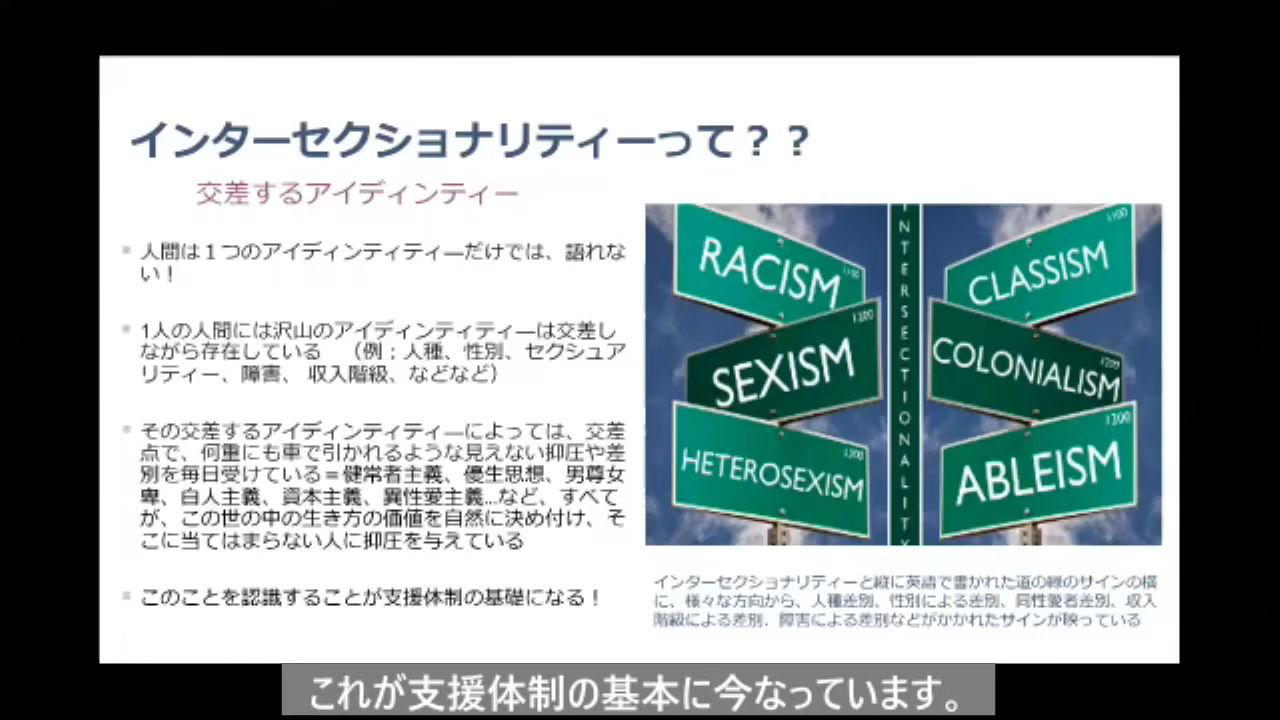 インターセクショナリティーって？？
交差するアイディンティー
人間は１つのアイディンティティーだけでは、語れな
い！
1人の人間には沢山のアイディンティティーは交差し
ながら存在している （例：人種、性別、セクシュア
リティー、障害、 収入階級、などなど）
その交差するアイディンティティーによっては、交差
点で、何重にも車で引かれるような見えない抑圧や差
別を毎日受けている＝健常者主義、優生思想、男尊女
卑、白人主義、資本主義、異性愛主義...など、すべて
が、この世の中の生き方の価値を自然に決め付け、そ
こに当てはまらない人に抑圧を与えている
このことを認識することが支援体制の基礎になる！
RACISM 1100
SEXISM 1200
HETEROSEXISM 1300
INTERSECTIONALITY
CLASSISM 1100
COLONIALISM 1200
ABLEISM 1300
インターセクショナリティーと縦に英語で書かれた道の緑のサインの横
に、様々な方向から、人種差別、性別による差別、同性愛者差別、収入
階級による差別、障害による差別などがかかれたサインが映っている
これが支援体制の基本に今なっています。